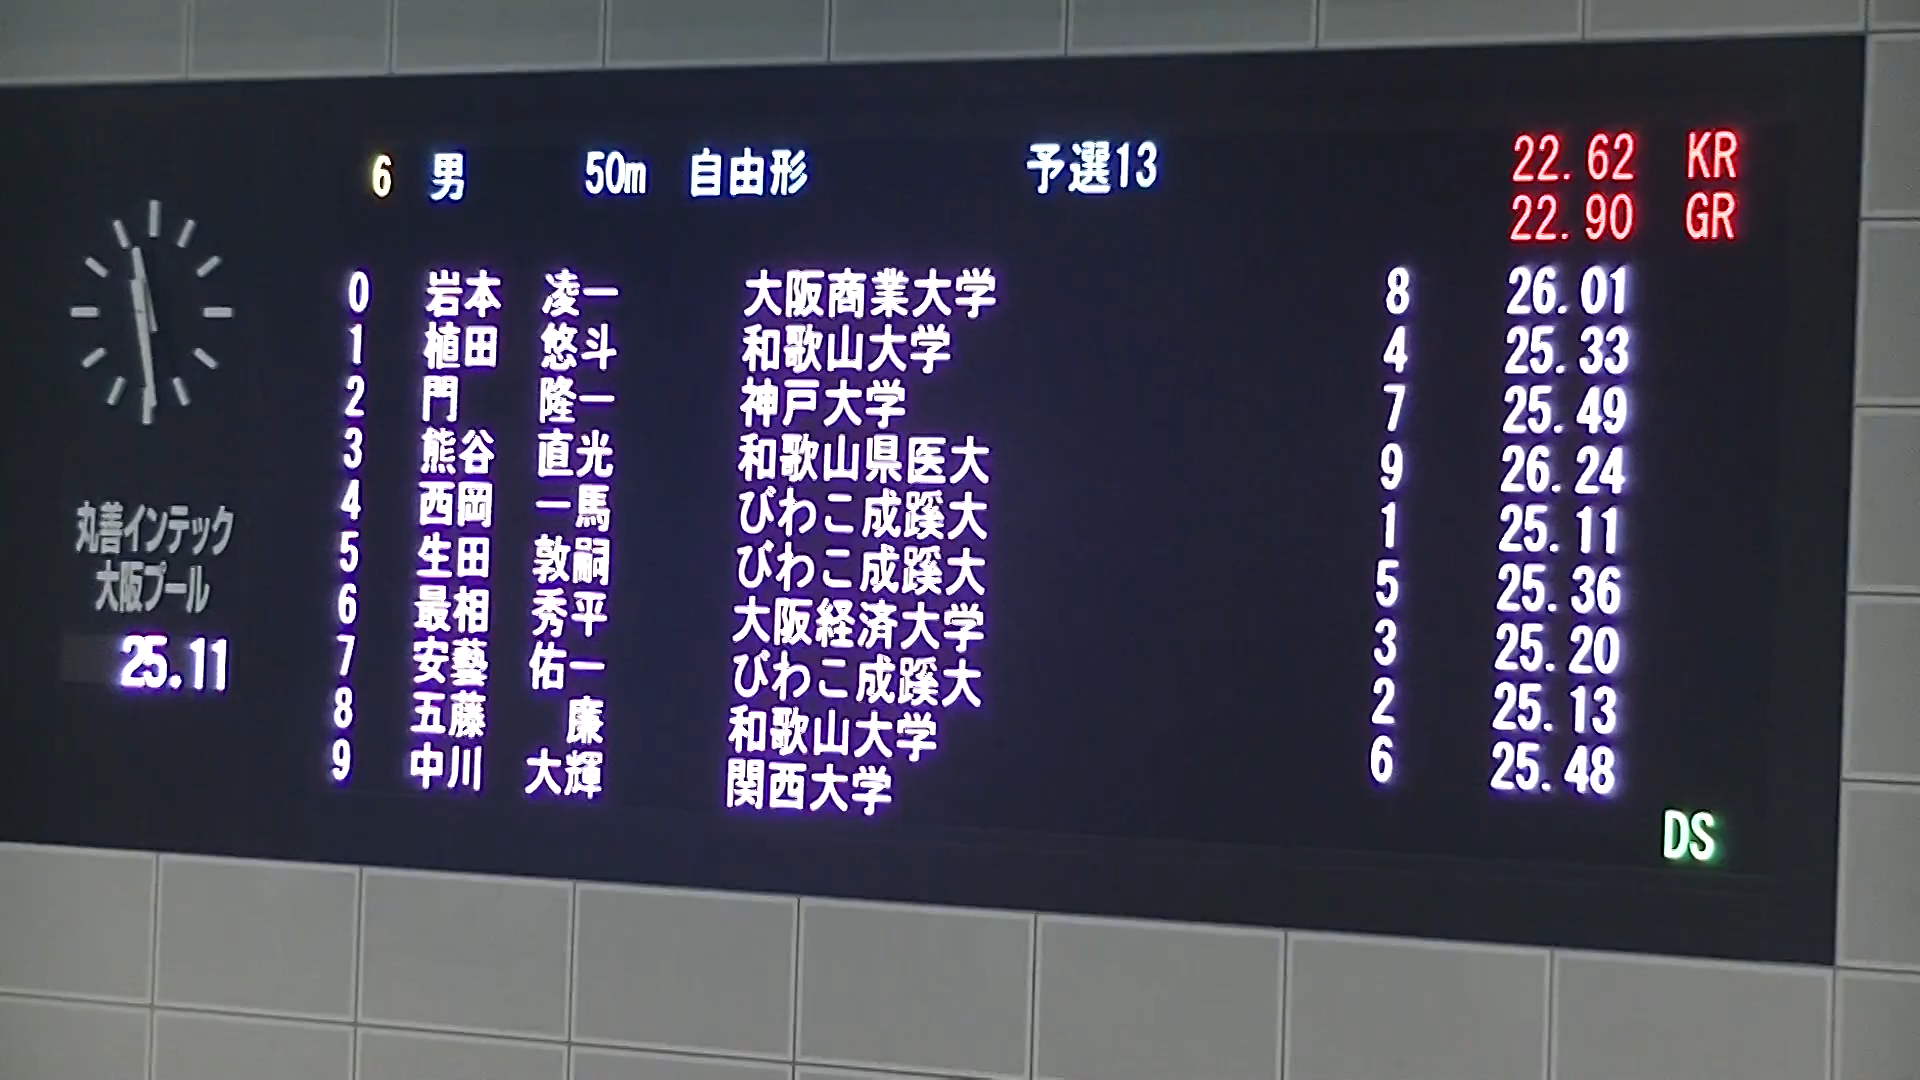 6 男 50m 自由形 予選13 22.62 KR
22.90 GR
0 岩本 凌一 大阪商業大学 8 26.01
1 植田 悠斗 和歌山大学 4 25.33
2 門 隆一 神戸大学 7 25.49
3 熊谷 直光 和歌山県医大 9 26.24
4 西岡 一馬 びわこ成蹊大 1 25.11
5 生田 敦嗣 びわこ成蹊大 5 25.36
6 最相 秀平 大阪経済大学 3 25.20
7 安藝 佑一 びわこ成蹊大 2 25.13
8 五藤 廉 和歌山大学 6 25.48
9 中川 大輝 関西大学 DS
丸善インテック
大阪プール
25.11